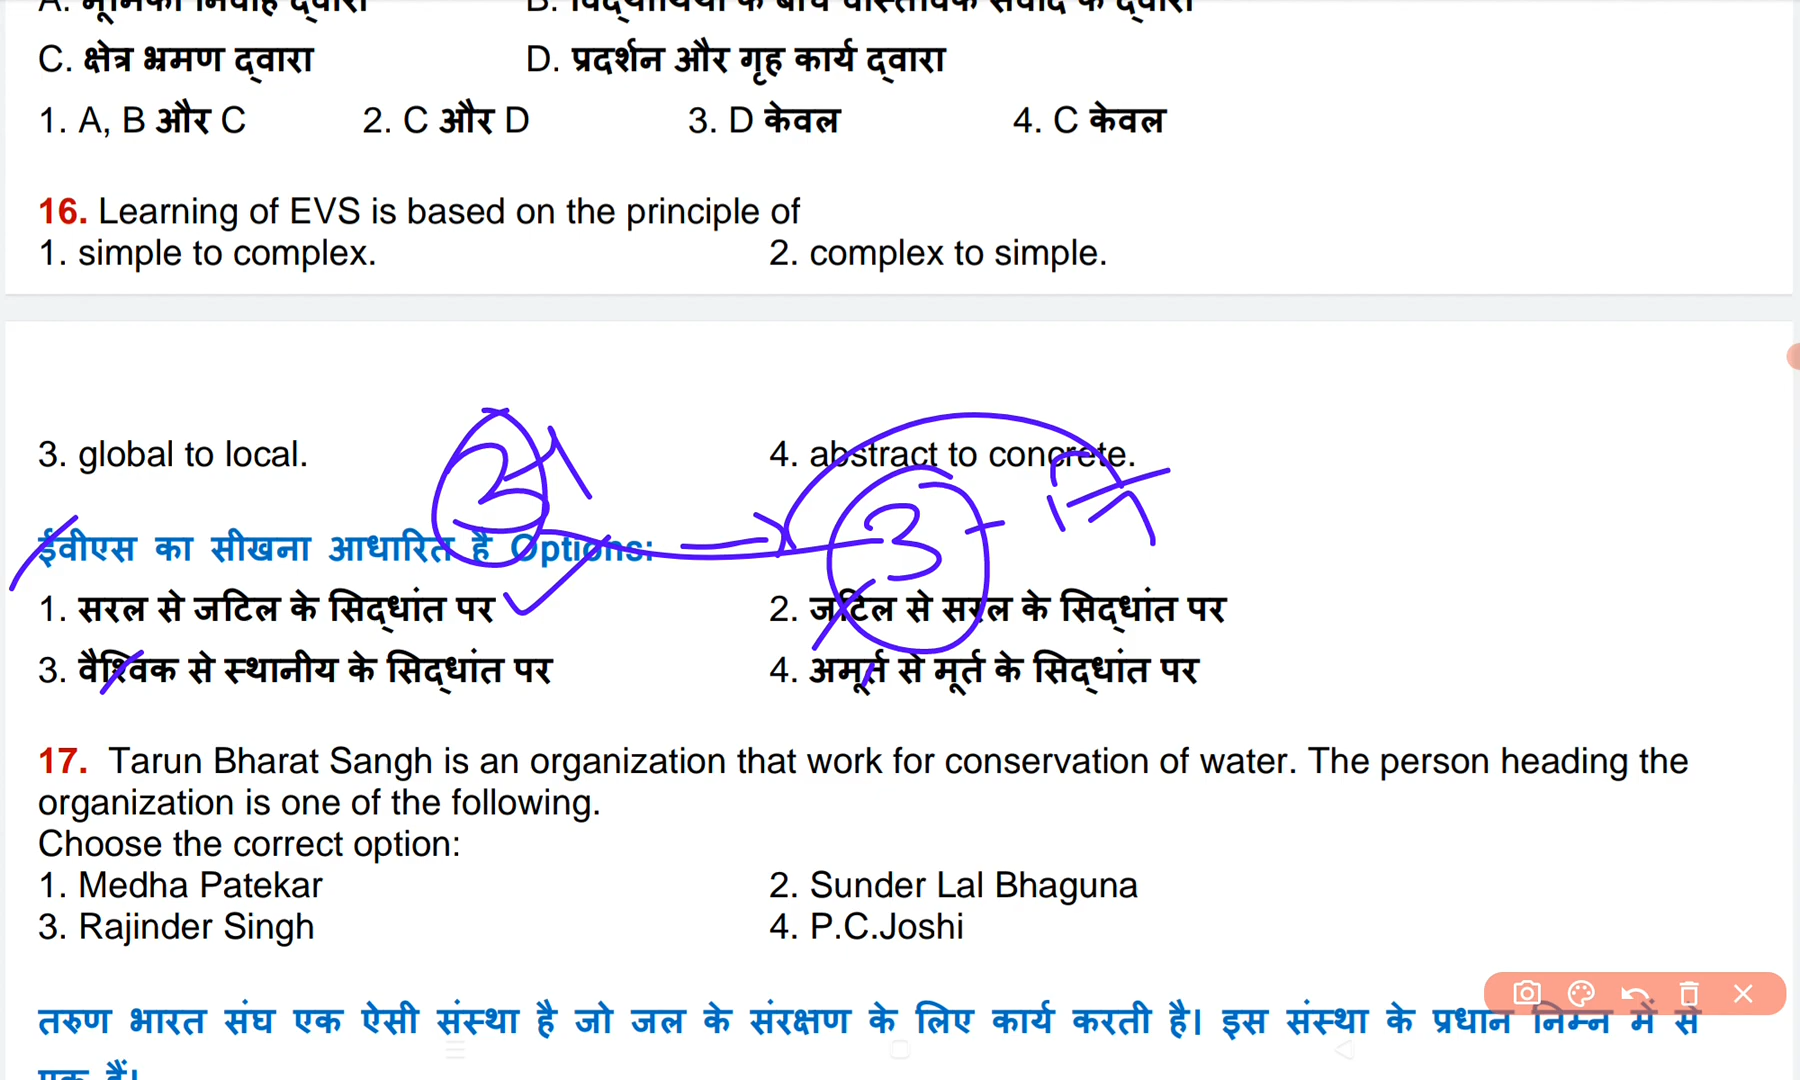 A. भूमिका निर्वाह द्वारा B. विद्यार्थियों के बीच वास्तविक संवाद के द्वारा
C. क्षेत्र भ्रमण द्वारा D. प्रदर्शन और गृह कार्य द्वारा
1. A, B और C 2. C और D 3. D केवल 4. C केवल
16. Learning of EVS is based on the principle of
1. simple to complex. 2. complex to simple.
3. global to local. 4. abstract to concrete.
ईवीएस का सीखना आधारित है Options:
1. सरल से जटिल के सिद्धांत पर 2. जटिल से सरल के सिद्धांत पर
3. वैश्विक से स्थानीय के सिद्धांत पर 4. अमूर्त से मूर्त के सिद्धांत पर
17. Tarun Bharat Sangh is an organization that work for conservation of water. The person heading the
organization is one of the following.
Choose the correct option:
1. Medha Patekar 2. Sunder Lal Bhaguna
3. Rajinder Singh 4. P.C.Joshi
तरुण भारत संघ एक ऐसी संस्था है जो जल के संरक्षण के लिए कार्य करती है। इस संस्था के प्रधान निम्न में से
एक हैं।